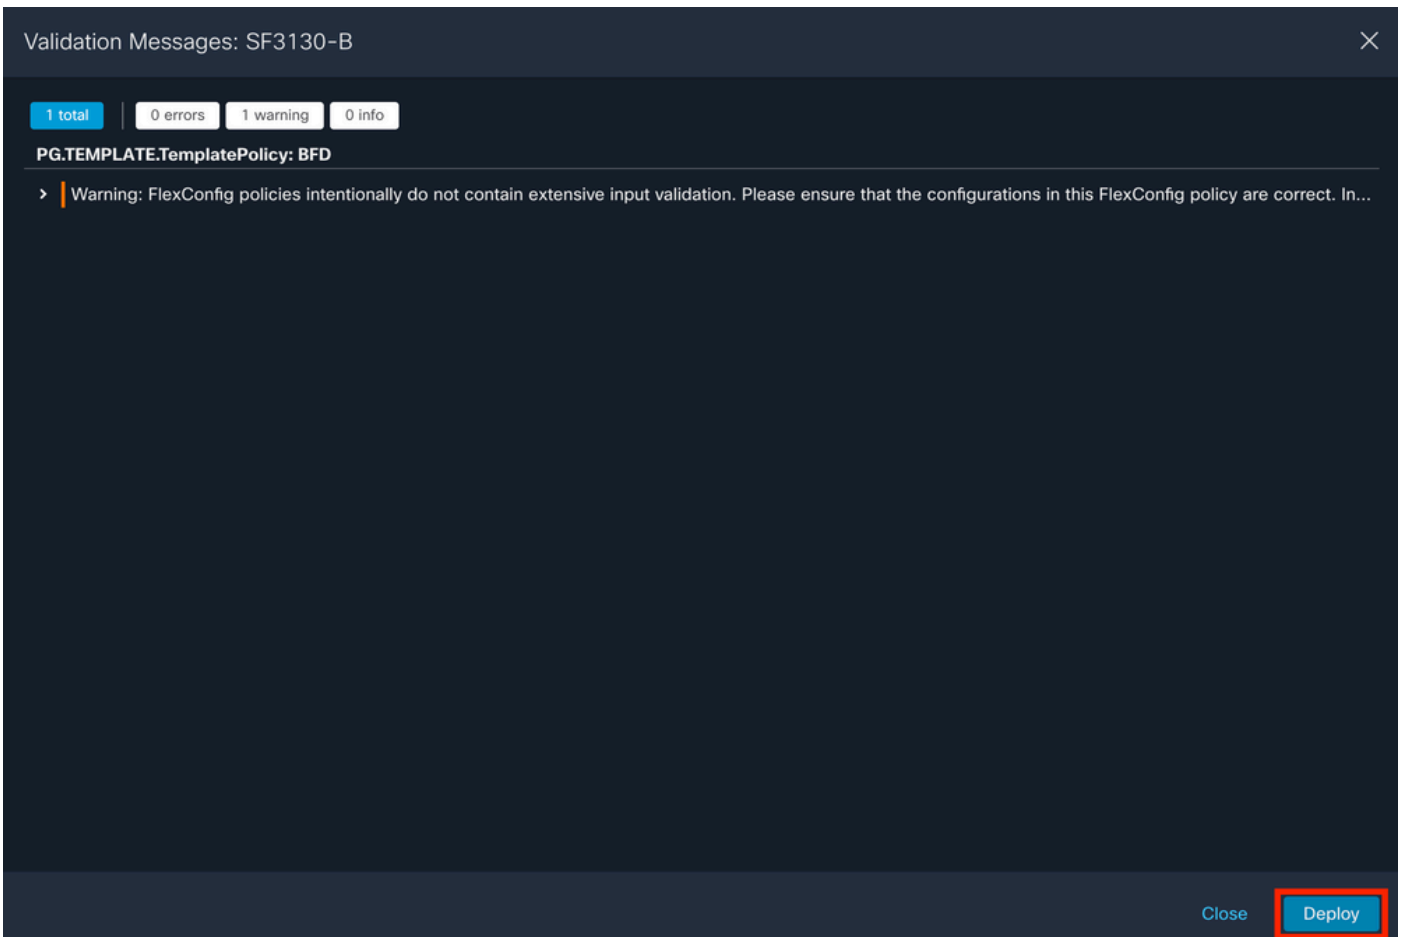 Validation Messages: SF3130-B
1 total 0 errors 1 warning 0 info
PG.TEMPLATE.TemplatePolicy: BFD
Warning: FlexConfig policies intentionally do not contain extensive input validation. Please ensure that the configurations in this FlexConfig policy are correct. In...
Close Deploy